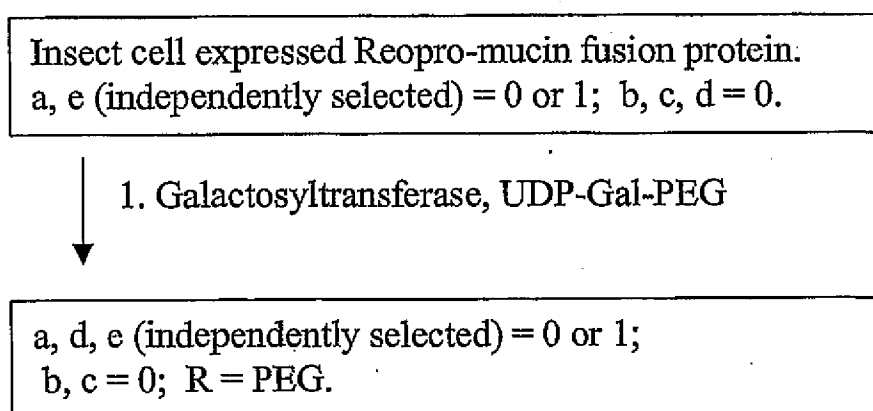 Insect cell expressed Reopro-mucin fusion protein.
a, e (independently selected) = 0 or 1; b, c, d = 0.
1. Galactosyltransferase, UDP-Gal-PEG
a, d, e (independently selected) = 0 or 1;
b, c = 0; R = PEG.